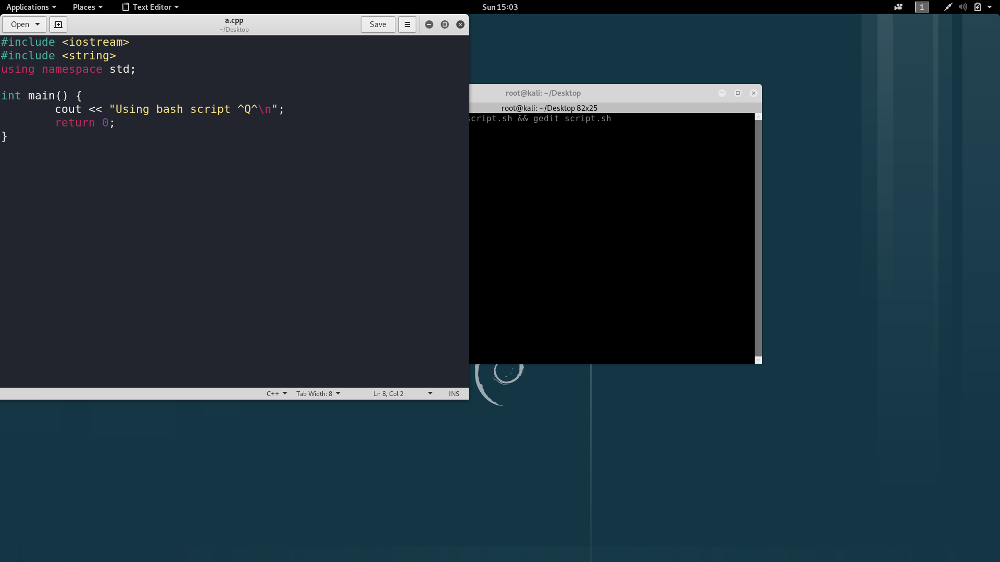 Applications Places Text Editor Sun 15:03 1
Open a.cpp Save
~/Desktop
#include <iostream>
#include <string>
using namespace std;
int main() {
cout << "Using bash script ^Q^\n";
return 0;
}
C++ Tab Width: 8 Ln 8, Col 2 INS
root@kali: ~/Desktop
root@kali: ~/Desktop 82x25
script.sh && gedit script.sh